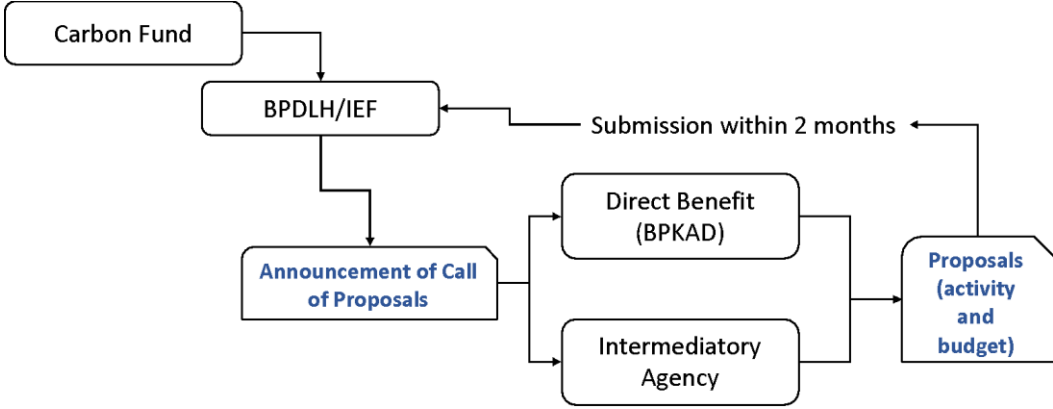 Carbon Fund
BPDLH/IEF
Submission within 2 months
Direct Benefit
(BPKAD)
Announcement of Call
of Proposals
Proposals
(activity
and
budget)
Intermediatory
Agency